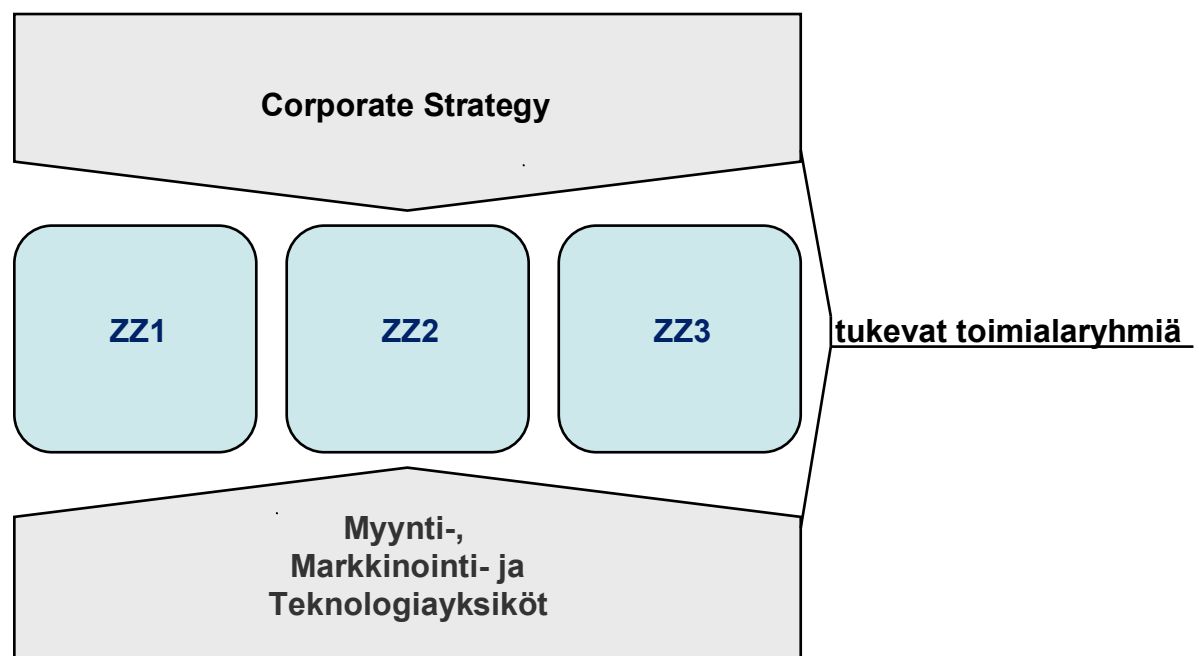 Corporate Strategy
ZZ1
ZZ2
ZZ3
tukevat toimialaryhmiä
Myynti-,
Markkinointi- ja
Teknologiayksiköt